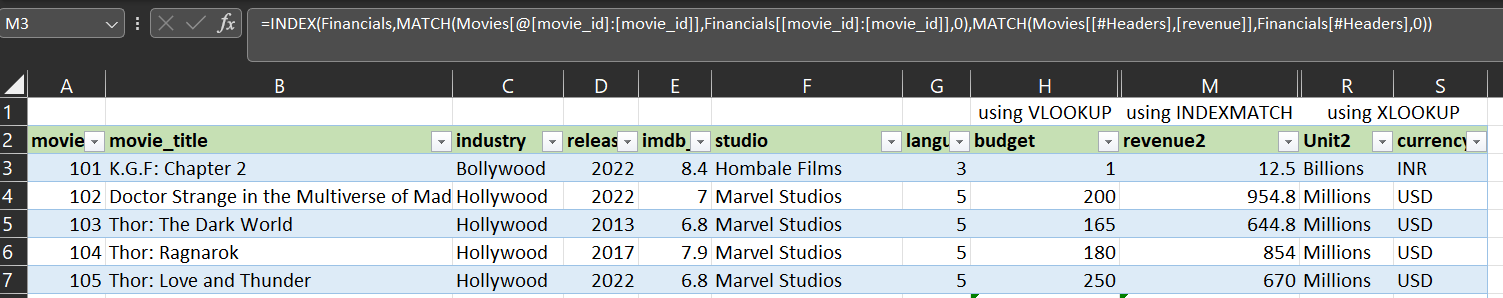 M3 fx =INDEX(Financials,MATCH(Movies[@[movie_id]:[movie_id]],Financials[[movie_id]:[movie_id]],0),MATCH(Movies[[#Headers],[revenue]],Financials[#Headers],0))
A B C D E F G H M R S
1 using VLOOKUP using INDEXMATCH using XLOOKUP
2 movie movie_title industry releas imdb_ studio langu budget revenue2 Unit2 currency
3 101 K.G.F: Chapter 2 Bollywood 2022 8.4 Hombale Films 3 1 12.5 Billions INR
4 102 Doctor Strange in the Multiverse of Mad Hollywood 2022 7 Marvel Studios 5 200 954.8 Millions USD
5 103 Thor: The Dark World Hollywood 2013 6.8 Marvel Studios 5 165 644.8 Millions USD
6 104 Thor: Ragnarok Hollywood 2017 7.9 Marvel Studios 5 180 854 Millions USD
7 105 Thor: Love and Thunder Hollywood 2022 6.8 Marvel Studios 5 250 670 Millions USD